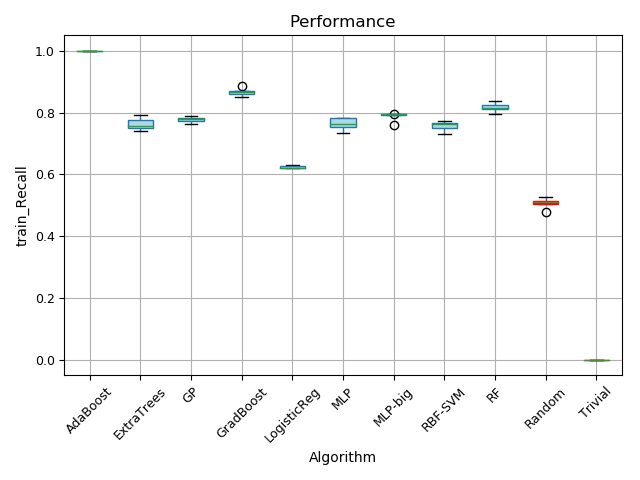 Performance
train_Recall
1.0
0.8
0.6
0.4
0.2
0.0
AdaBoost
ExtraTrees
GP
GradBoost
LogisticReg
MLP
MLP-big
RBF-SVM
RF
Random
Trivial
Algorithm